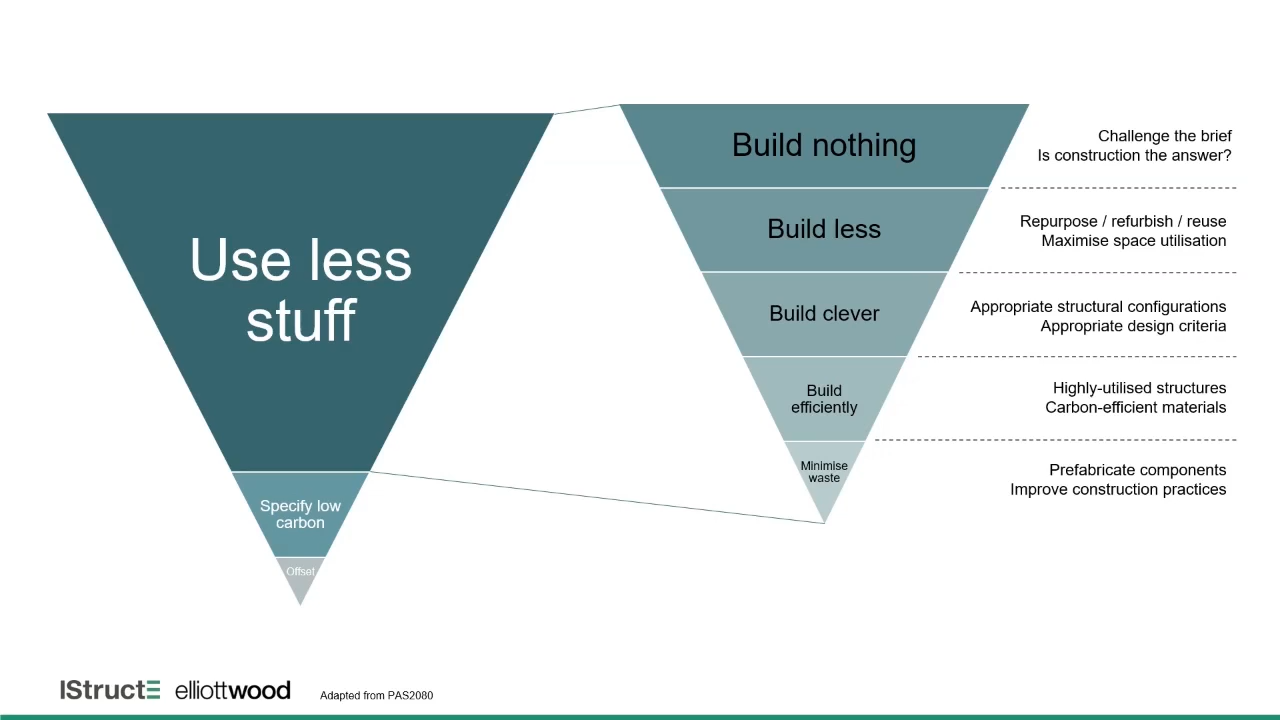 Use less
stuff
Specify low
carbon
Offset
Build nothing
Challenge the brief
Is construction the answer?
Build less
Repurpose / refurbish / reuse
Maximise space utilisation
Build clever
Appropriate structural configurations
Appropriate design criteria
Build
efficiently
Highly-utilised structures
Carbon-efficient materials
Minimise
waste
Prefabricate components
Improve construction practices
IStructE elliottwood Adapted from PAS2080